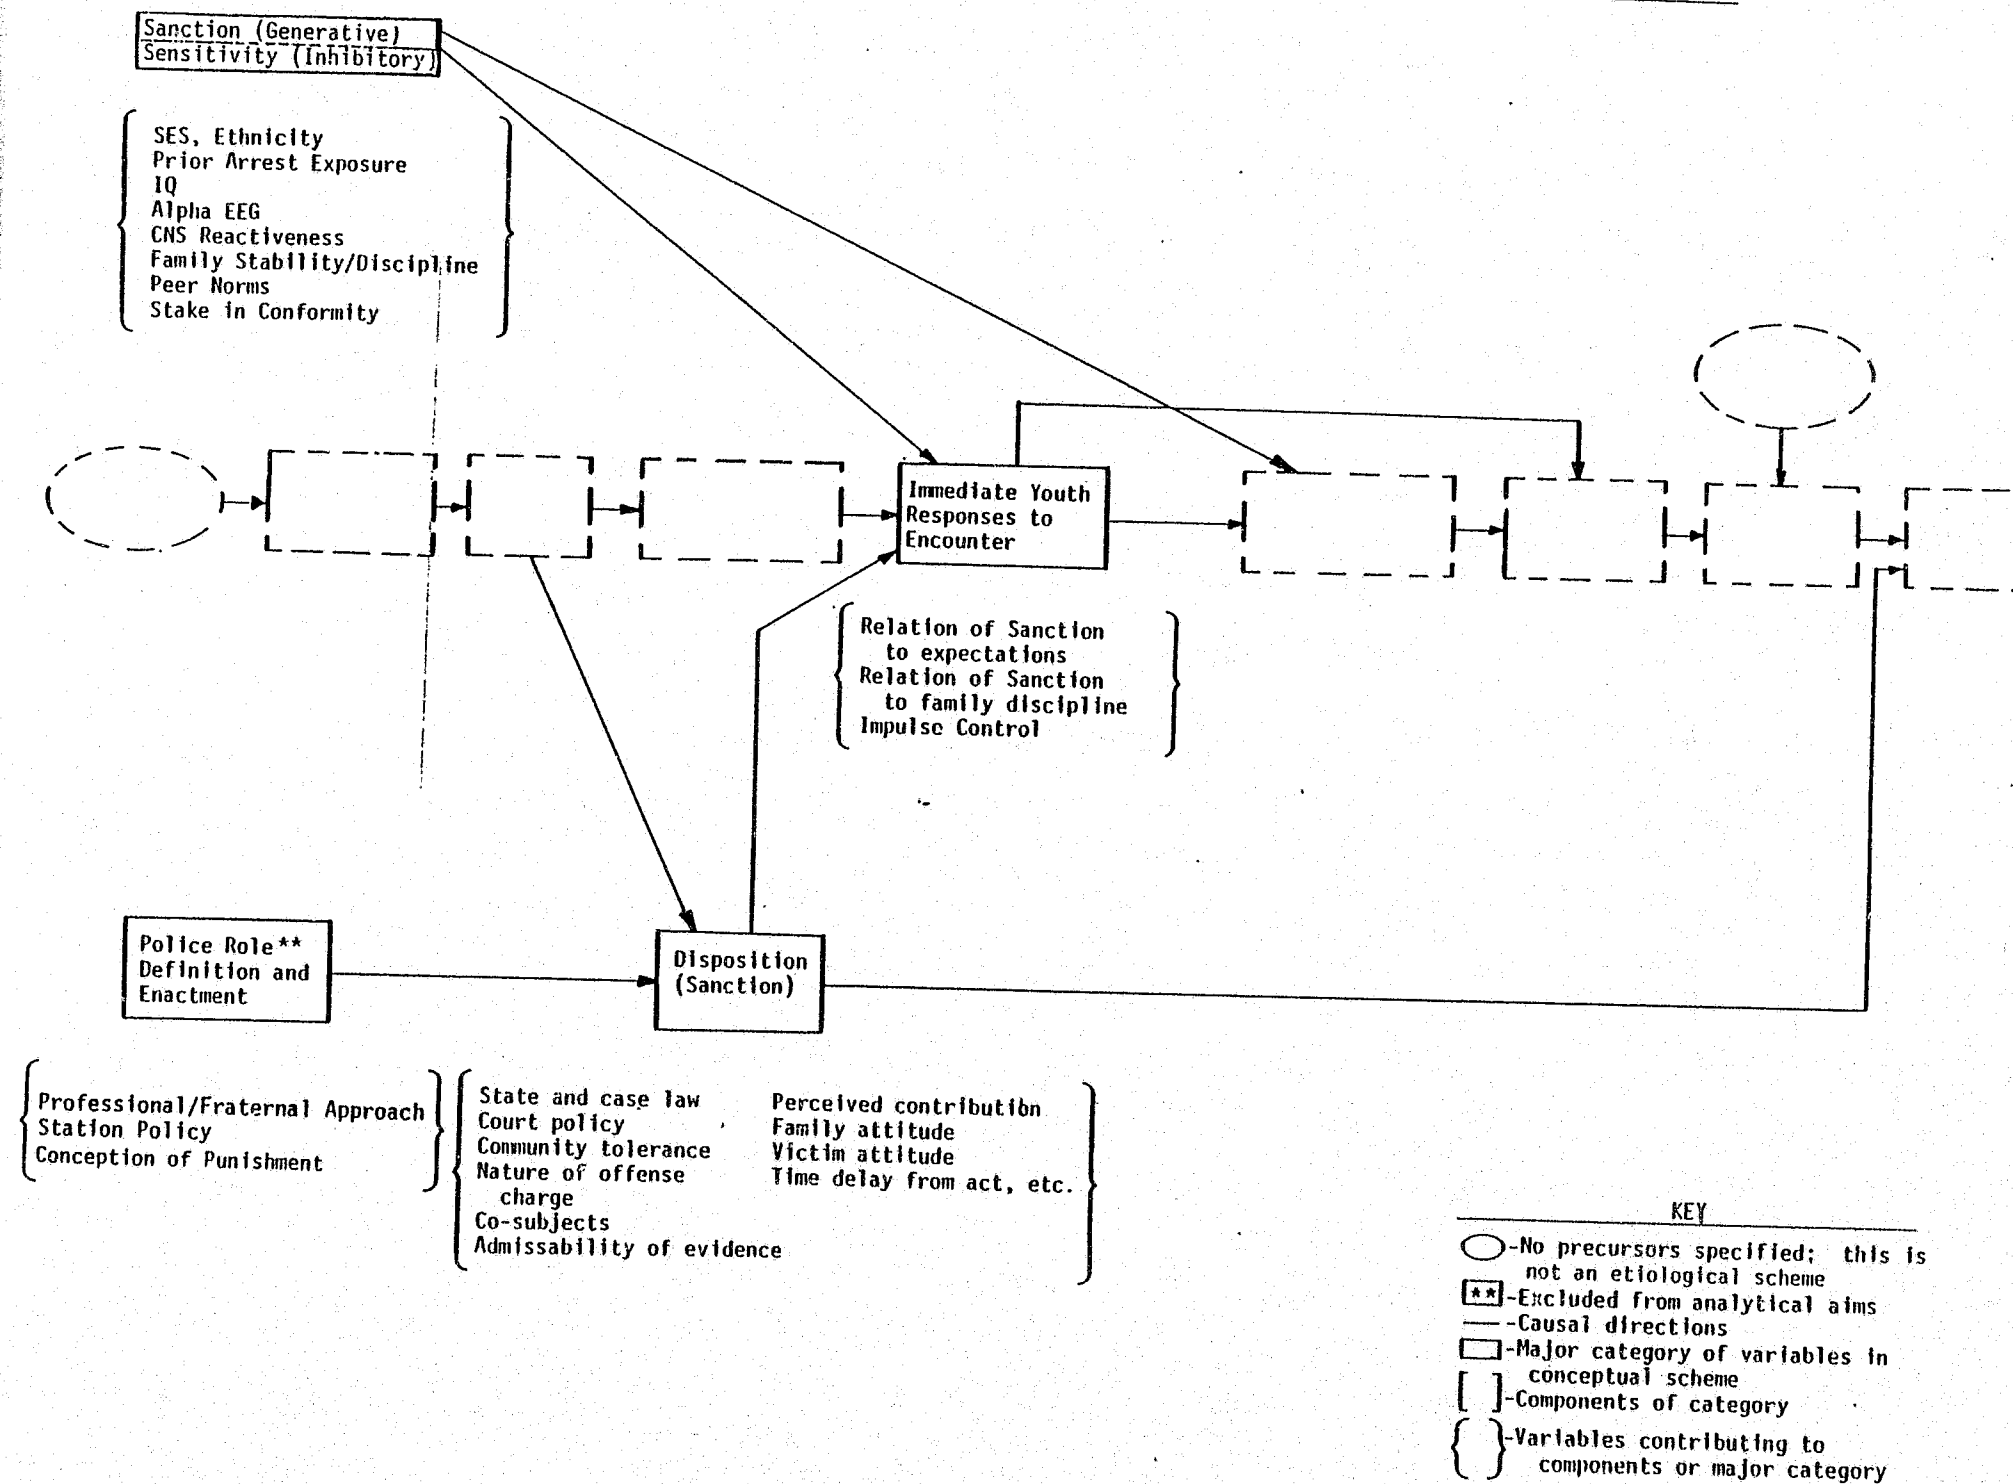 Sanction (Generative)
Sensitivity (Inhibitory)
SES, Ethnicity
Prior Arrest Exposure
IQ
Alpha EEG
CNS Reactiveness
Family Stability/Discipline
Peer Norms
Stake in Conformity
Immediate Youth
Responses to
Encounter
Relation of Sanction
to expectations
Relation of Sanction
to family discipline
Impulse Control
Police Role**
Definition and
Enactment
Disposition
(Sanction)
Professional/Fraternal Approach
Station Policy
Conception of Punishment
State and case law
Court policy
Community tolerance
Nature of offense
charge
Co-subjects
Admissability of evidence
Perceived contribution
Family attitude
Victim attitude
Time delay from act, etc.
KEY
-No precursors specified; this is
not an etiological scheme
**-Excluded from analytical aims
-Causal directions
-Major category of variables in
conceptual scheme
[ ]-Components of category
{ }-Variables contributing to
components or major category